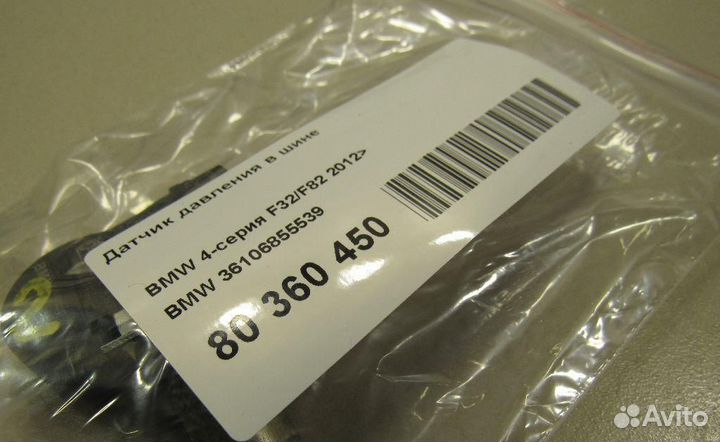 Датчик давления в шине
BMW 4-серия F32/F82 2012>
BMW 36106855539
80 360 450
Avito